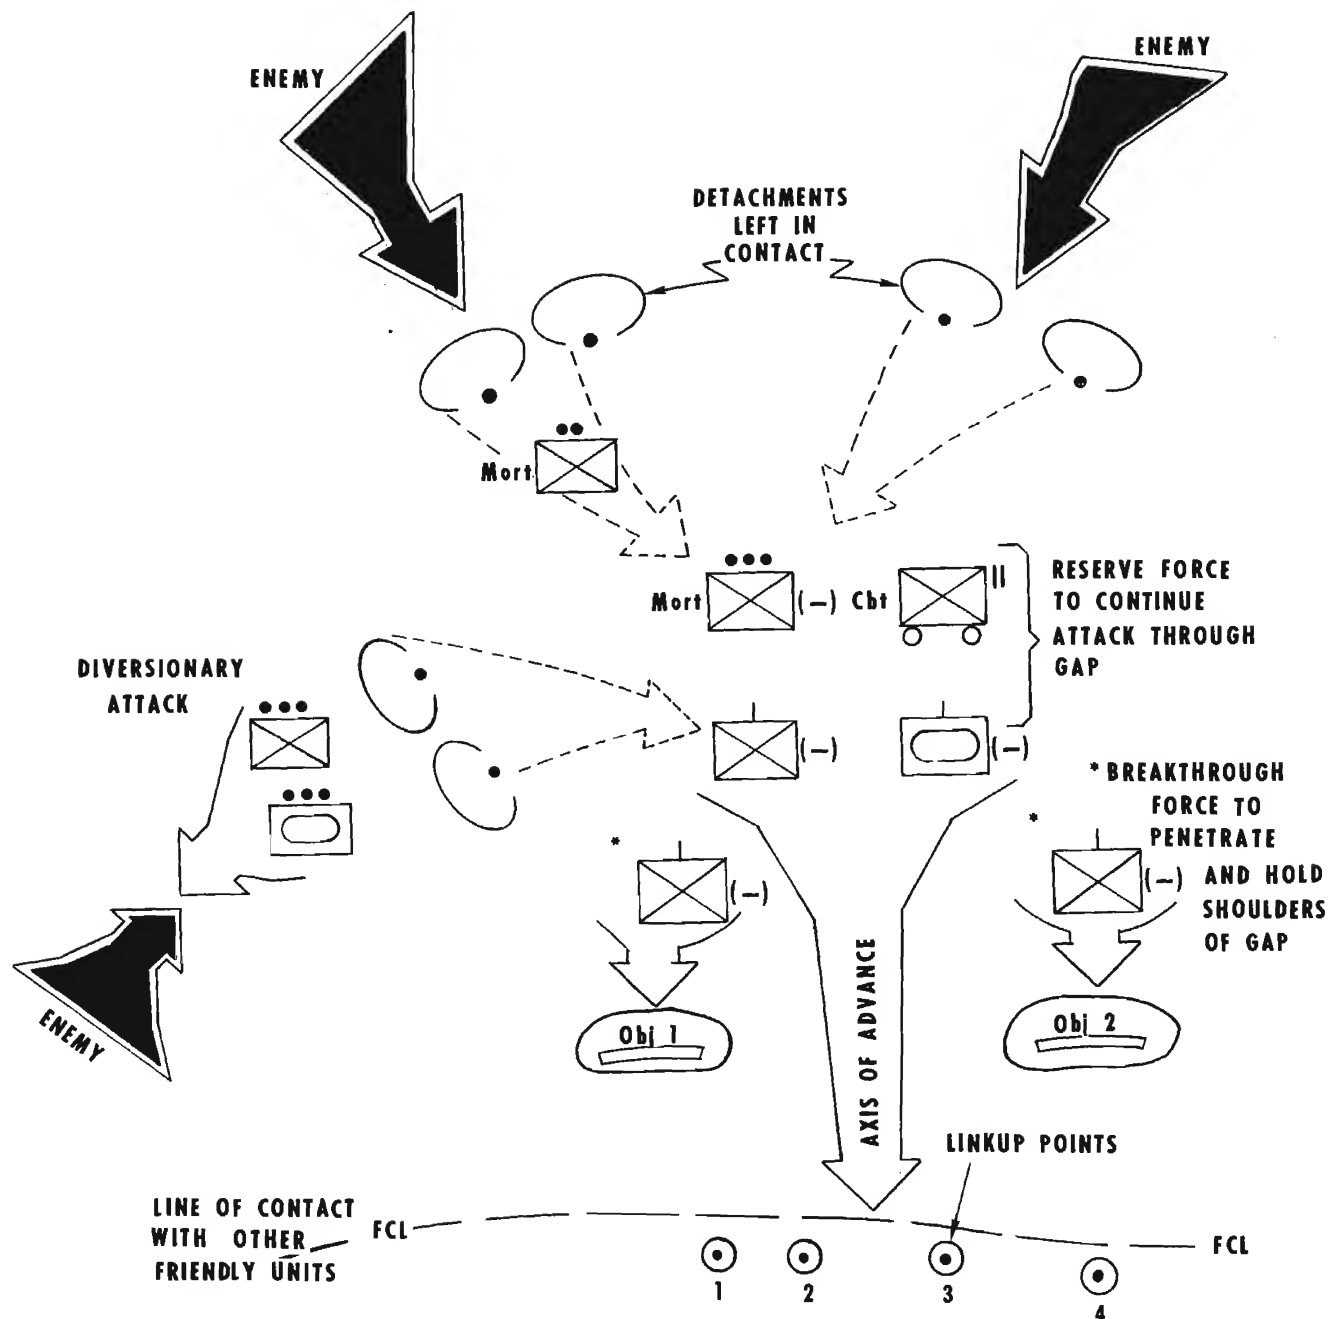 ENEMY
ENEMY
DETACHMENTS
LEFT IN
CONTACT
Mort
Mort
(–)
Cbt
RESERVE FORCE
TO CONTINUE
ATTACK THROUGH
GAP
DIVERSIONARY
ATTACK
(–)
(–)
* BREAKTHROUGH
FORCE TO
PENETRATE
AND HOLD
SHOULDERS
OF GAP
*
*
(–)
(–)
ENEMY
Obj 1
Obj 2
AXIS OF ADVANCE
LINKUP POINTS
LINE OF CONTACT
WITH OTHER
FRIENDLY UNITS
FCL
FCL
1
2
3
4